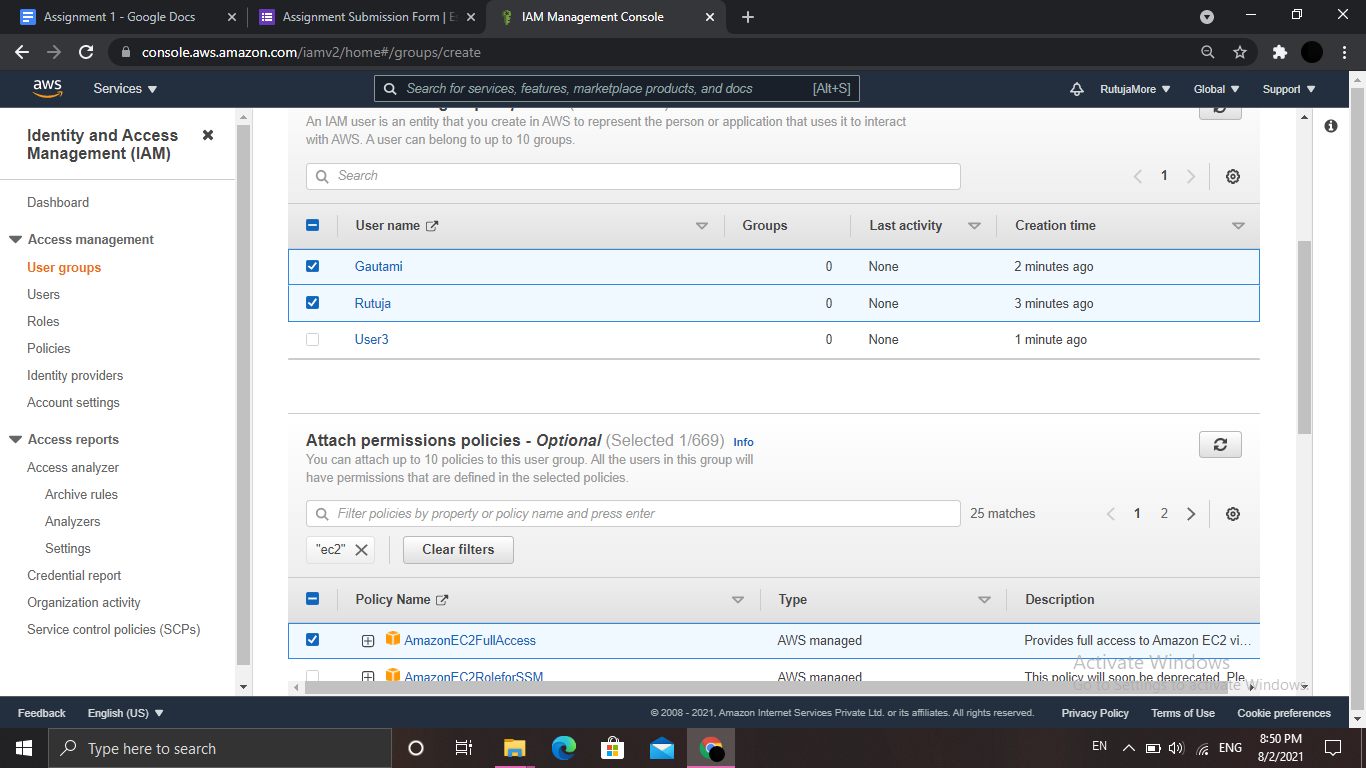 Assignment 1 - Google Docs
Assignment Submission Form | Es
IAM Management Console
console.aws.amazon.com/iamv2/home#/groups/create
aws
Services
Search for services, features, marketplace products, and docs [Alt+S]
RutujaMore
Global
Support
Identity and Access Management (IAM)
Dashboard
Access management
User groups
Users
Roles
Policies
Identity providers
Account settings
Access reports
Access analyzer
Archive rules
Analyzers
Settings
Credential report
Organization activity
Service control policies (SCPs)
An IAM user is an entity that you create in AWS to represent the person or application that uses it to interact
with AWS. A user can belong to up to 10 groups.
Search
1
User name Groups Last activity Creation time
Gautami 0 None 2 minutes ago
Rutuja 0 None 3 minutes ago
User3 0 None 1 minute ago
Attach permissions policies - Optional (Selected 1/669) Info
You can attach up to 10 policies to this user group. All the users in this group will
have permissions that are defined in the selected policies.
Filter policies by property or policy name and press enter
25 matches
1 2
"ec2"
Clear filters
Policy Name Type Description
AmazonEC2FullAccess AWS managed Provides full access to Amazon EC2 vi...
AmazonEC2RoleforSSM AWS managed This policy will soon be deprecated. Ple
Activate Windows
Go to Settings to activate Windows.
Feedback
English (US)
© 2008 - 2021, Amazon Internet Services Private Ltd. or its affiliates. All rights reserved.
Privacy Policy
Terms of Use
Cookie preferences
Type here to search
EN
ENG
8:50 PM
8/2/2021